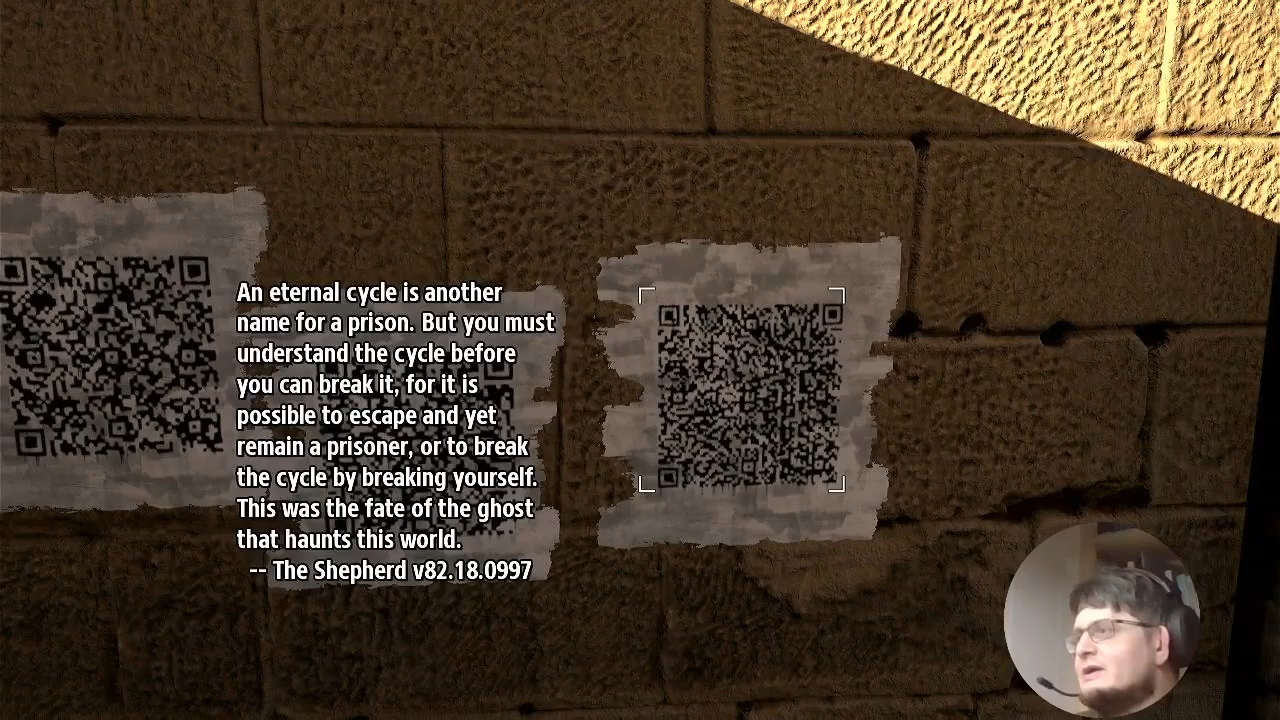 An eternal cycle is another
name for a prison. But you must
understand the cycle before
you can break it, for it is
possible to escape and yet
remain a prisoner, or to break
the cycle by breaking yourself.
This was the fate of the ghost
that haunts this world.
-- The Shepherd v82.18.0997